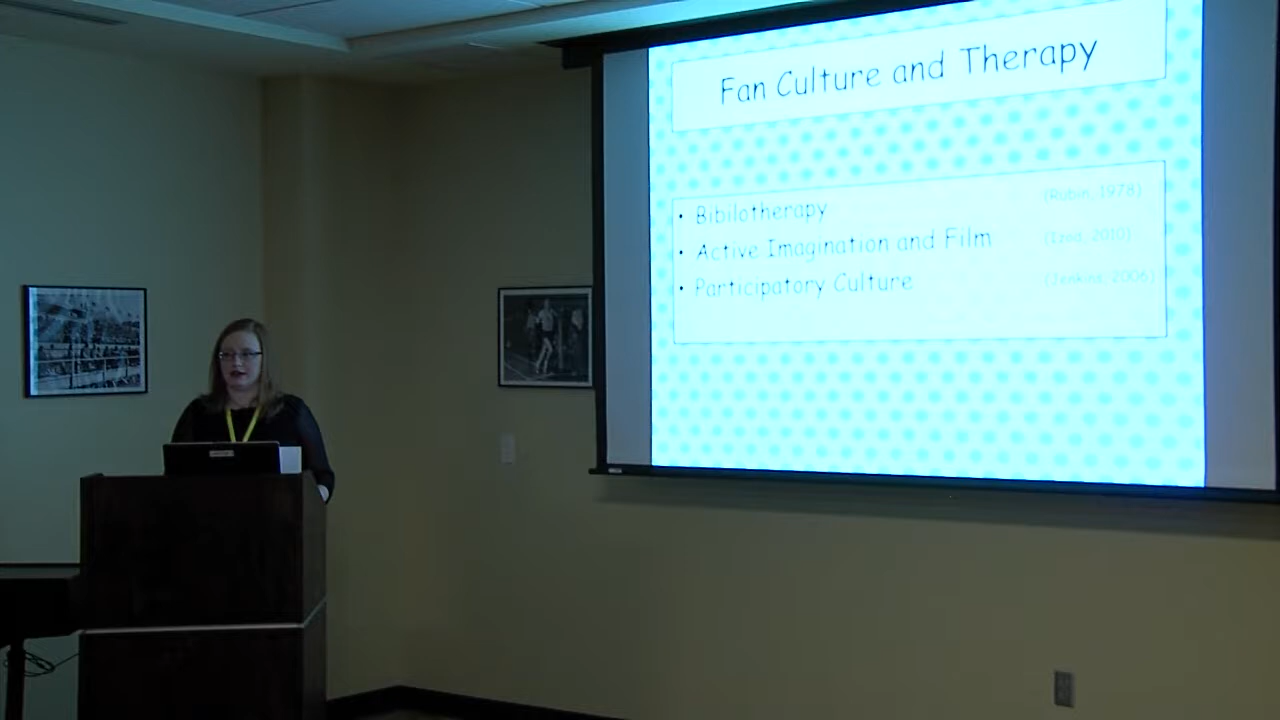 Fan Culture and Therapy
• Bibilotherapy (Rubin, 1978)
• Active Imagination and Film (Izod, 2010)
• Participatory Culture (Jenkins, 2006)